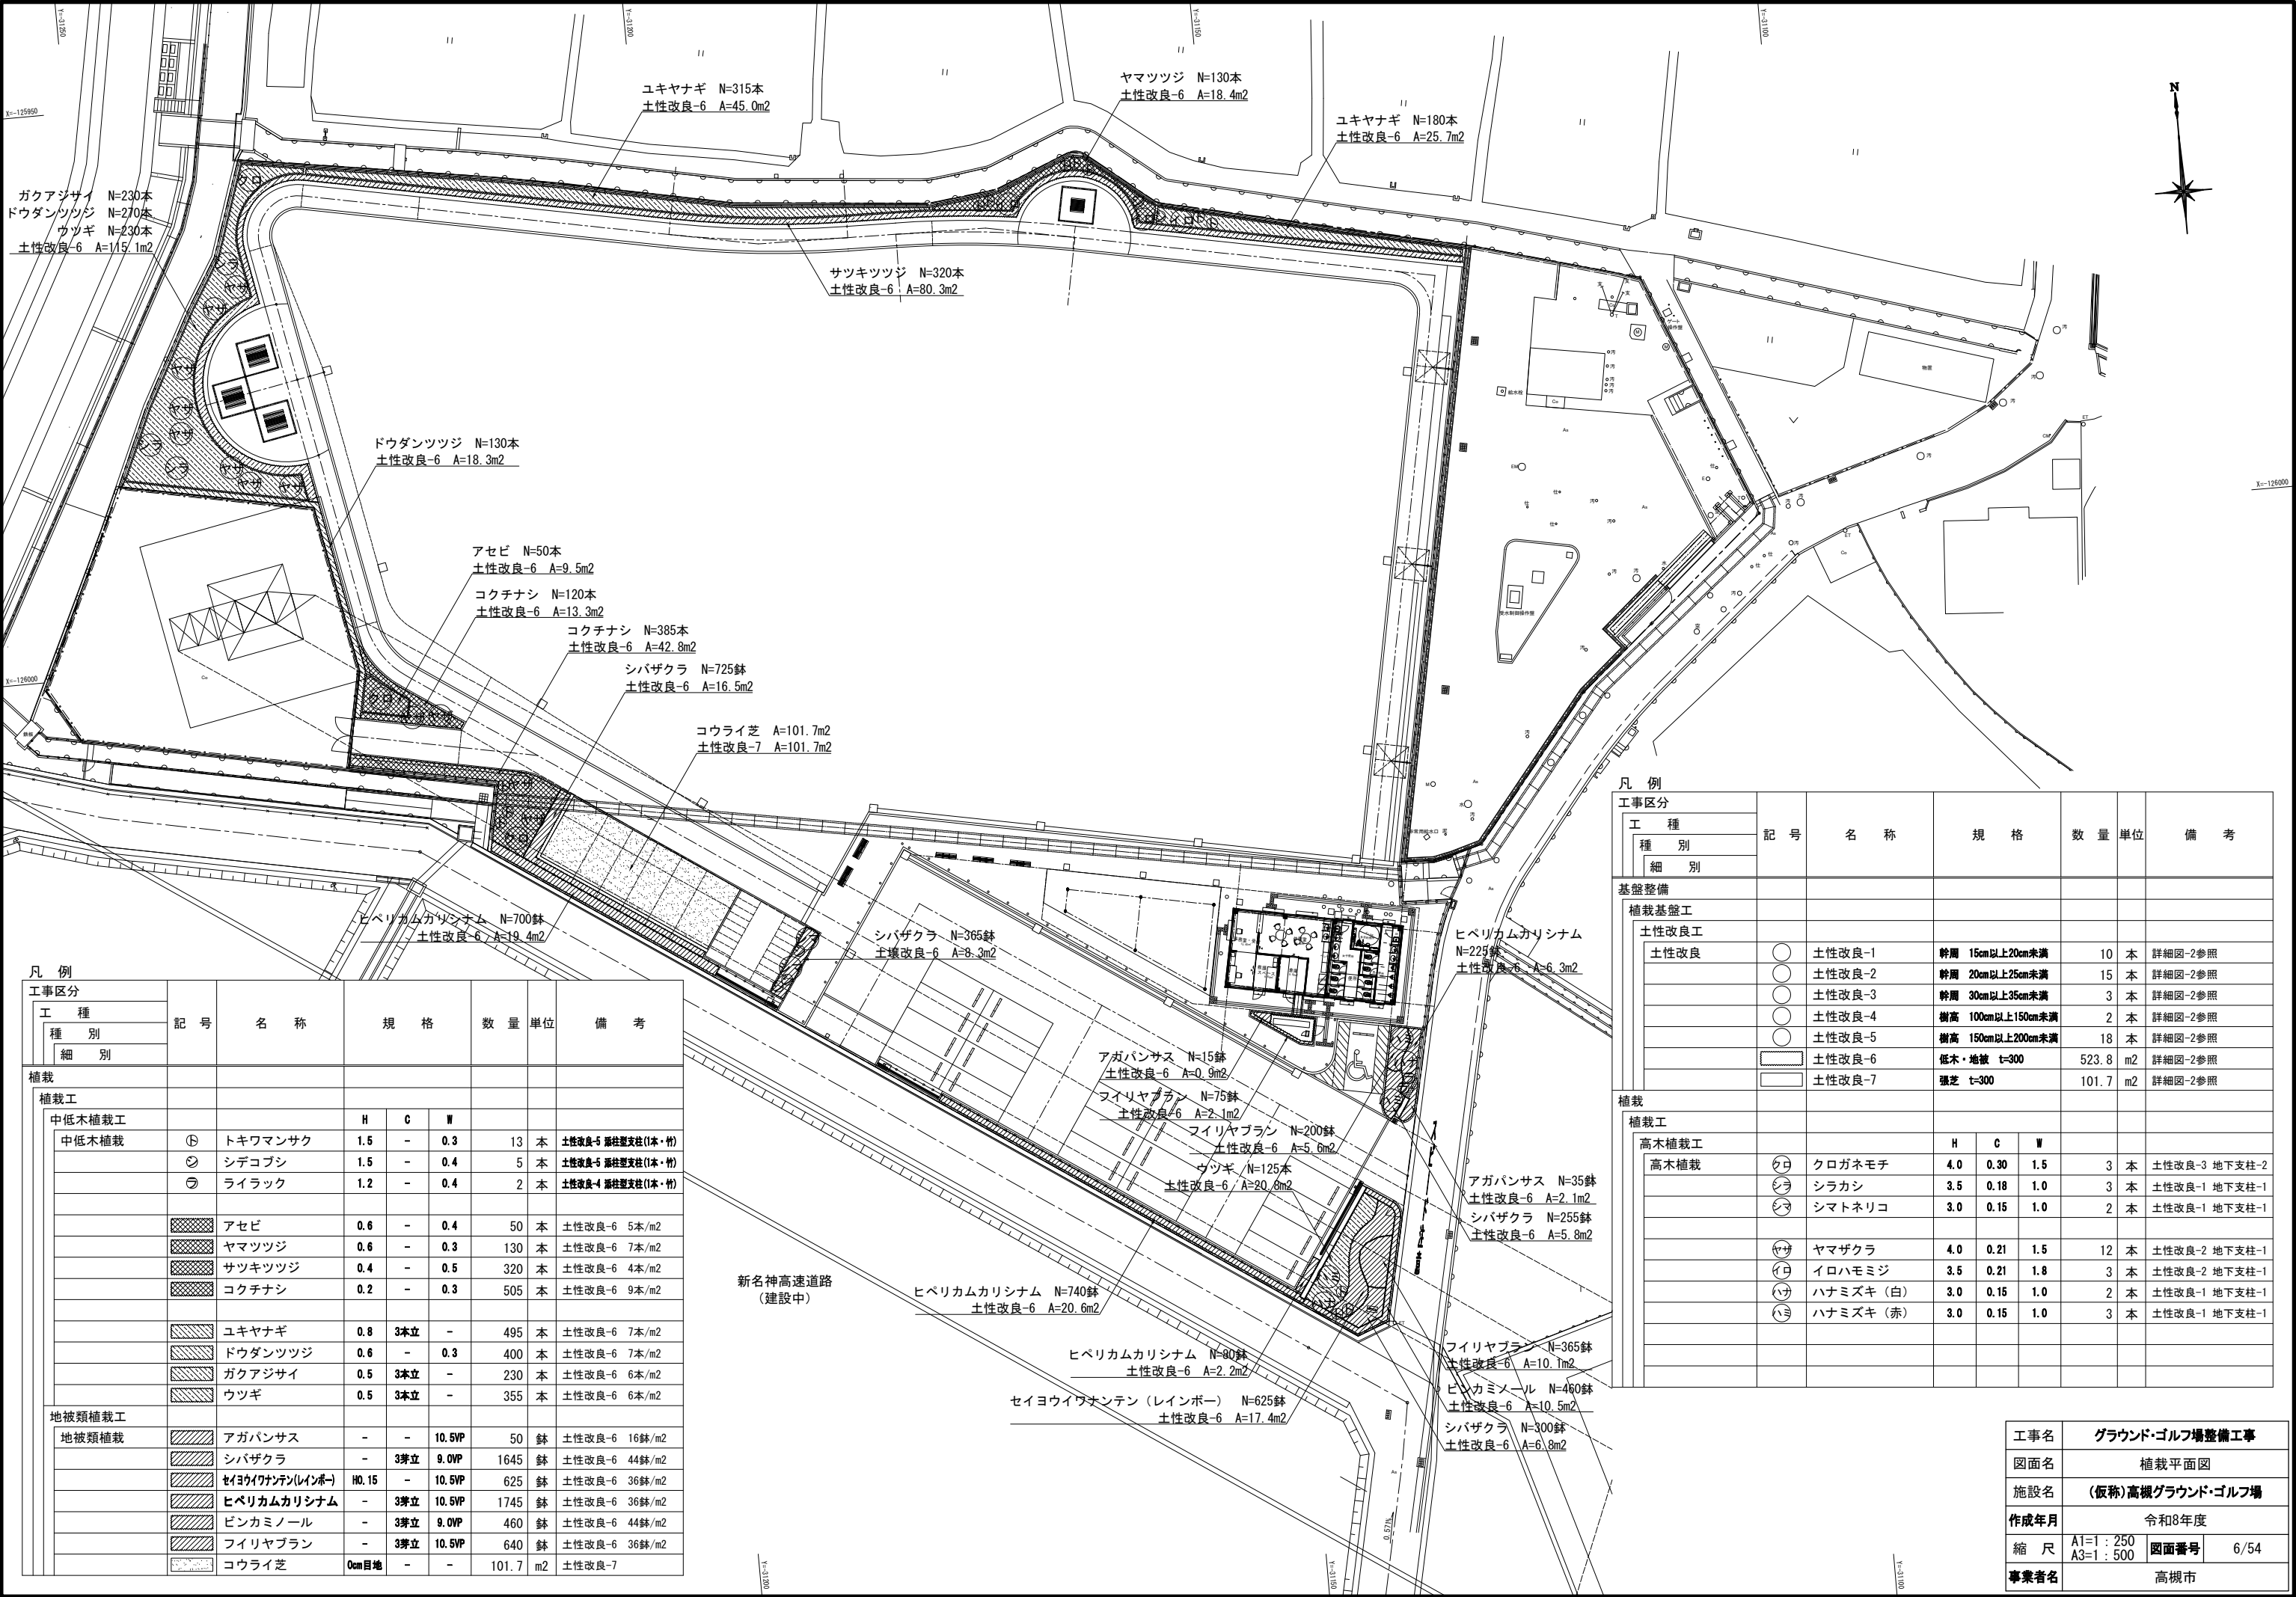 Y=-31250
Y=-31200
Y=-31150
Y=-31100
X=-125950
N
ユキヤナギ N=315本
土性改良-6 A=45.0m2
ヤマツツジ N=130本
土性改良-6 A=18.4m2
ユキヤナギ N=180本
土性改良-6 A=25.7m2
ガクアジサイ N=230本
ドウダンツツジ N=270本
ウツギ N=230本
土性改良-6 A=115.1m2
サツキツツジ N=320本
土性改良-6 A=80.3m2
ドウダンツツジ N=130本
土性改良-6 A=18.3m2
X=-126000
アセビ N=50本
土性改良-6 A=9.5m2
コクチナシ N=120本
土性改良-6 A=13.3m2
コクチナシ N=385本
土性改良-6 A=42.8m2
シバザクラ N=725鉢
土性改良-6 A=16.5m2
X=-126000
コウライ芝 A=101.7m2
土性改良-7 A=101.7m2
ヒペリカムカリシナム N=700鉢
土性改良-6 A=19.4m2
シバザクラ N=365鉢
土壌改良-6 A=8.3m2
ヒペリカムカリシナム
N=225鉢
土性改良-6 A=6.3m2
アガパンサス N=15鉢
土性改良-6 A=0.9m2
フイリヤブラン N=75鉢
土性改良-6 A=2.1m2
フイリヤブラン N=200鉢
土性改良-6 A=5.6m2
ウツギ N=125本
土性改良-6 A=20.8m2
アガパンサス N=35鉢
土性改良-6 A=2.1m2
シバザクラ N=255鉢
土性改良-6 A=5.8m2
新名神高速道路
（建設中）
ヒペリカムカリシナム N=740鉢
土性改良-6 A=20.6m2
ヒペリカムカリシナム N=80鉢
土性改良-6 A=2.2m2
セイヨウイワナンテン（レインボー） N=625鉢
土性改良-6 A=17.4m2
フイリヤブラン N=365鉢
土性改良-6 A=10.1m2
ビンカミノール N=460鉢
土性改良-6 A=10.5m2
シバザクラ N=300鉢
土性改良-6 A=6.8m2
0.571%
Y=-31200
Y=-31150
Y=-31100
凡 例
工事区分
工 種
種 別
細 別
記 号 名 称 規 格 数 量 単位 備 考
植栽
植栽工
中低木植栽工 H C W
中低木植栽 ト トキワマンサク 1.5 - 0.3 13 本 土性改良-5 添柱型支柱(1本・竹)
シ シデコブシ 1.5 - 0.4 5 本 土性改良-5 添柱型支柱(1本・竹)
ラ ライラック 1.2 - 0.4 2 本 土性改良-4 添柱型支柱(1本・竹)
アセビ 0.6 - 0.4 50 本 土性改良-6 5本/m2
ヤマツツジ 0.6 - 0.3 130 本 土性改良-6 7本/m2
サツキツツジ 0.4 - 0.5 320 本 土性改良-6 4本/m2
コクチナシ 0.2 - 0.3 505 本 土性改良-6 9本/m2
ユキヤナギ 0.8 3本立 - 495 本 土性改良-6 7本/m2
ドウダンツツジ 0.6 - 0.3 400 本 土性改良-6 7本/m2
ガクアジサイ 0.5 3本立 - 230 本 土性改良-6 6本/m2
ウツギ 0.5 3本立 - 355 本 土性改良-6 6本/m2
地被類植栽工
地被類植栽 アガパンサス - - 10.5VP 50 鉢 土性改良-6 16鉢/m2
シバザクラ - 3芽立 9.0VP 1645 鉢 土性改良-6 44鉢/m2
セイヨウイワナンテン(レインボー) H0.15 - 10.5VP 625 鉢 土性改良-6 36鉢/m2
ヒペリカムカリシナム - 3芽立 10.5VP 1745 鉢 土性改良-6 36鉢/m2
ビンカミノール - 3芽立 9.0VP 460 鉢 土性改良-6 44鉢/m2
フイリヤブラン - 3芽立 10.5VP 640 鉢 土性改良-6 36鉢/m2
コウライ芝 0cm目地 - - 101.7 m2 土性改良-7
凡 例
工事区分
工 種
種 別
細 別
記 号 名 称 規 格 数 量 単位 備 考
基盤整備
植栽基盤工
土性改良工
土性改良 土性改良-1 幹周 15cm以上20cm未満 10 本 詳細図-2参照
土性改良-2 幹周 20cm以上25cm未満 15 本 詳細図-2参照
土性改良-3 幹周 30cm以上35cm未満 3 本 詳細図-2参照
土性改良-4 樹高 100cm以上150cm未満 2 本 詳細図-2参照
土性改良-5 樹高 150cm以上200cm未満 18 本 詳細図-2参照
土性改良-6 低木・地被 t=300 523.8 m2 詳細図-2参照
土性改良-7 張芝 t=300 101.7 m2 詳細図-2参照
植栽
植栽工
高木植栽工 H C W
高木植栽 クロ クロガネモチ 4.0 0.30 1.5 3 本 土性改良-3 地下支柱-2
シラ シラカシ 3.5 0.18 1.0 3 本 土性改良-1 地下支柱-1
シマ シマトネリコ 3.0 0.15 1.0 2 本 土性改良-1 地下支柱-1
ヤザ ヤマザクラ 4.0 0.21 1.5 12 本 土性改良-2 地下支柱-1
イロ イロハモミジ 3.5 0.21 1.8 3 本 土性改良-2 地下支柱-1
ハナ ハナミズキ（白） 3.0 0.15 1.0 2 本 土性改良-1 地下支柱-1
ハミ ハナミズキ（赤） 3.0 0.15 1.0 3 本 土性改良-1 地下支柱-1
工事名 グラウンド・ゴルフ場整備工事
図面名 植栽平面図
施設名 （仮称）高槻グラウンド・ゴルフ場
作成年月 令和8年度
縮 尺 A1=1：250
A3=1：500
図面番号 6/54
事業者名 高槻市